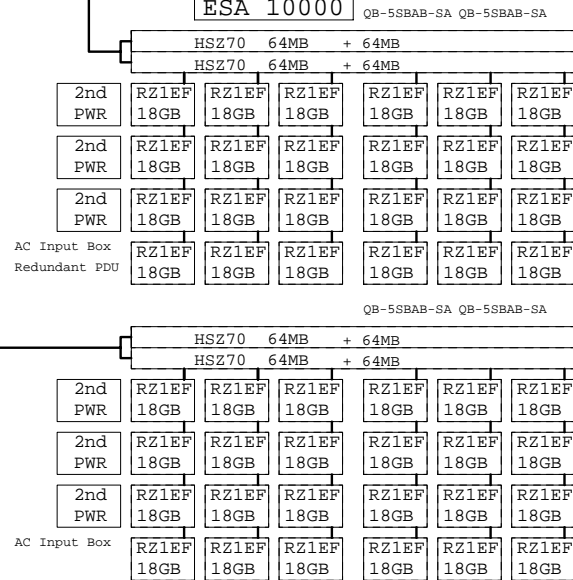 ESA 10000 QB-5SBAB-SA QB-5SBAB-SA
HSZ70 64MB + 64MB
HSZ70 64MB + 64MB
2nd RZ1EF RZ1EF RZ1EF RZ1EF RZ1EF RZ1EF
PWR 18GB 18GB 18GB 18GB 18GB 18GB
2nd RZ1EF RZ1EF RZ1EF RZ1EF RZ1EF RZ1EF
PWR 18GB 18GB 18GB 18GB 18GB 18GB
2nd RZ1EF RZ1EF RZ1EF RZ1EF RZ1EF RZ1EF
PWR 18GB 18GB 18GB 18GB 18GB 18GB
AC Input Box RZ1EF RZ1EF RZ1EF RZ1EF RZ1EF RZ1EF
Redundant PDU 18GB 18GB 18GB 18GB 18GB 18GB
QB-5SBAB-SA QB-5SBAB-SA
HSZ70 64MB + 64MB
HSZ70 64MB + 64MB
2nd RZ1EF RZ1EF RZ1EF RZ1EF RZ1EF RZ1EF
PWR 18GB 18GB 18GB 18GB 18GB 18GB
2nd RZ1EF RZ1EF RZ1EF RZ1EF RZ1EF RZ1EF
PWR 18GB 18GB 18GB 18GB 18GB 18GB
2nd RZ1EF RZ1EF RZ1EF RZ1EF RZ1EF RZ1EF
PWR 18GB 18GB 18GB 18GB 18GB 18GB
AC Input Box RZ1EF RZ1EF RZ1EF RZ1EF RZ1EF RZ1EF
18GB 18GB 18GB 18GB 18GB 18GB